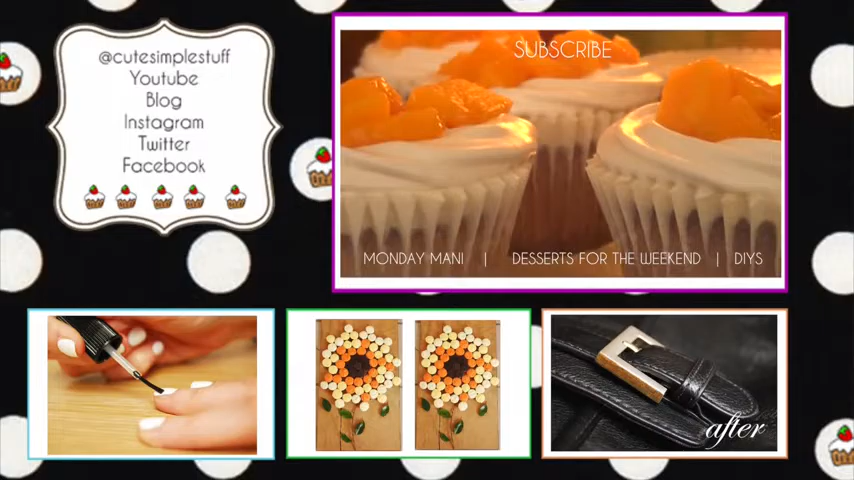 @cutesimplestuff
Youtube
Blog
Instagram
Twitter
Facebook
SUBSCRIBE
MONDAY MANI | DESSERTS FOR THE WEEKEND | DIYS
after